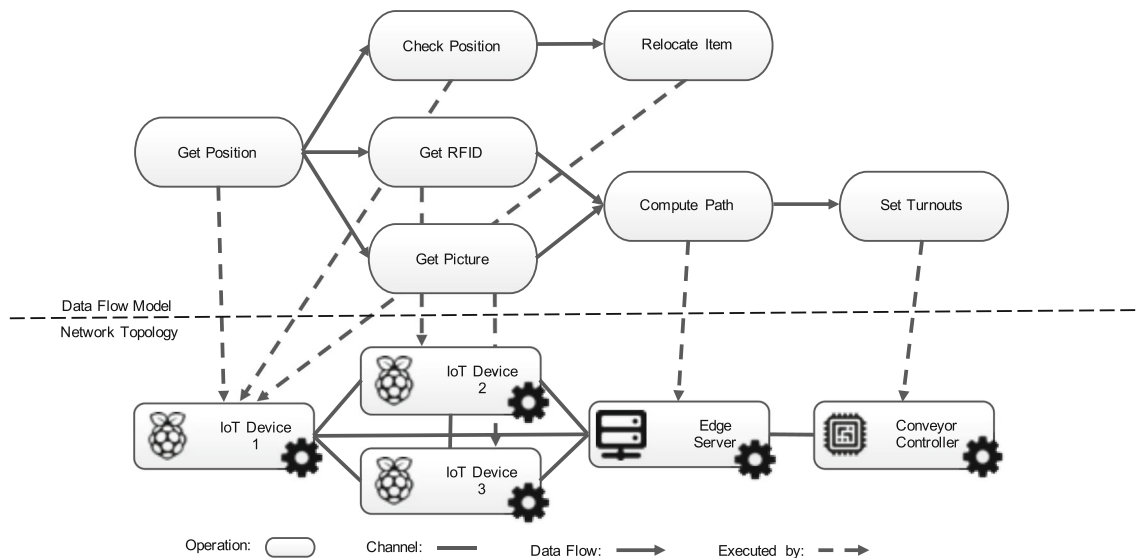 Check Position
Relocate Item
Get Position
Get RFID
Compute Path
Set Turnouts
Get Picture
Data Flow Model
Network Topology
IoT Device
2
IoT Device
1
Edge
Server
Conveyor
Controller
IoT Device
3
Operation:
Channel:
Data Flow:
Executed by: